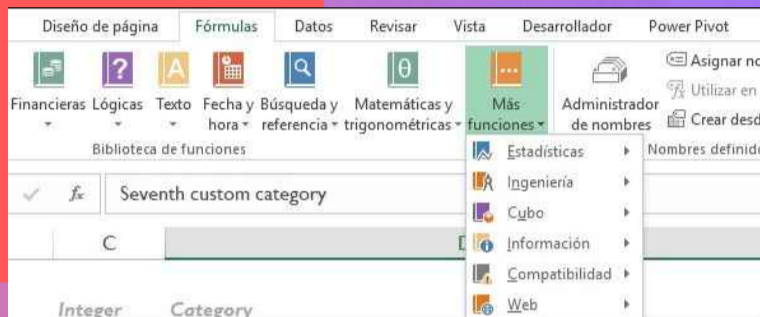 Diseño de página Fórmulas Datos Revisar Vista Desarrollador Power Pivot
Financieras Lógicas Texto Fecha y hora Búsqueda y referencia Matemáticas y trigonométricas Más funciones Administrador de nombres
Asignar no
Utilizar en
Crear desd
Biblioteca de funciones Nombres definido
fx Seventh custom category
C D
Integer Category
Estadísticas
Ingeniería
Cubo
Información
Compatibilidad
Web